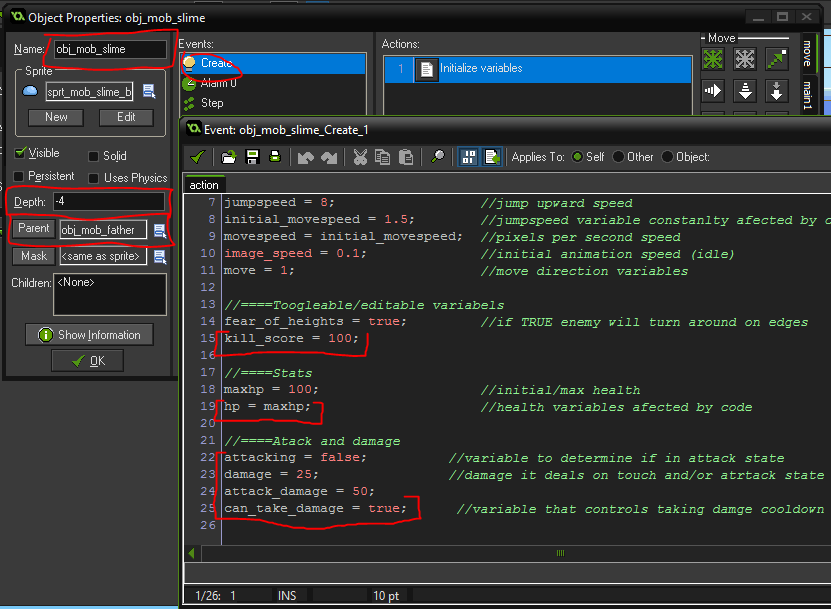 Object Properties: obj_mob_slime
Name: obj_mob_slime
Sprite
sprt_mob_slime_b
New Edit
Visible Solid
Persistent Uses Physics
Depth: -4
Parent obj_mob_father
Mask <same as sprite>
Children: <None>
Show Information
OK
Events:
Create
Alarm 0
Step
Actions:
1 Initialize variables
Move
move
main1
Event: obj_mob_slime_Create_1
Applies To: Self Other Object:
action
7 jumpspeed = 8; //jump upward speed
8 initial_movespeed = 1.5; //jumpspeed variable constanlty afected by c
9 movespeed = initial_movespeed; //pixels per second speed
10 image_speed = 0.1; //initial animation speed (idle)
11 move = 1; //move direction variables
12
13 //====Toogleable/editable variabels
14 fear_of_heights = true; //if TRUE enemy will turn around on edges
15 kill_score = 100;
16
17 //====Stats
18 maxhp = 100; //initial/max health
19 hp = maxhp; //health variables afected by code
20
21 //====Atack and damage
22 attacking = false; //variable to determine if in attack state
23 damage = 25; //damage it deals on touch and/or atrtack state
24 attack_damage = 50;
25 can_take_damage = true; //variable that controls taking damge cooldown
26
1/26: 1 INS 10 pt